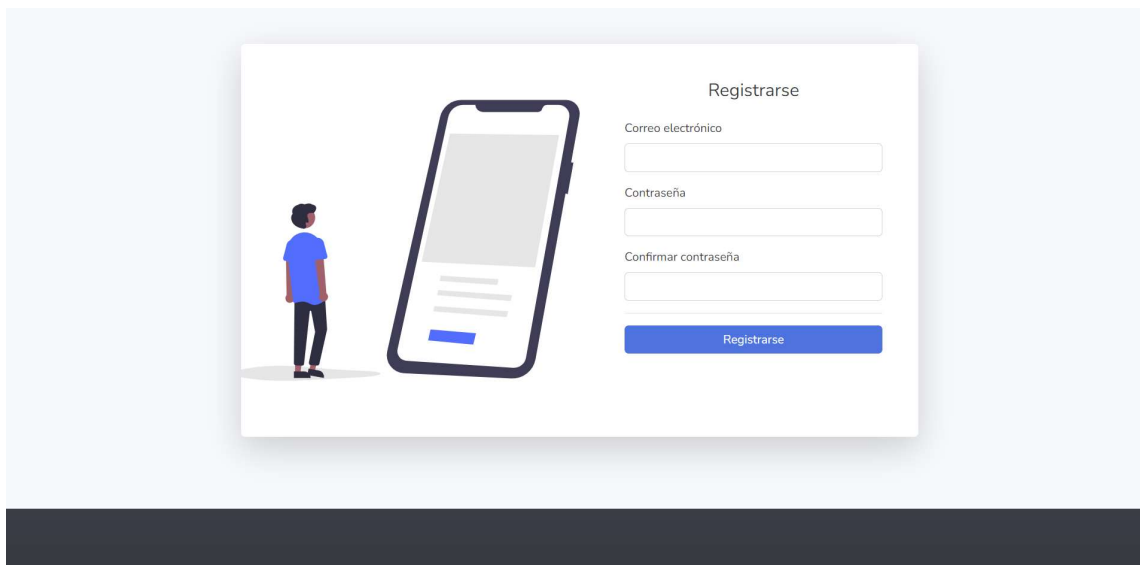 Registrarse
Correo electrónico
Contraseña
Confirmar contraseña
Registrarse